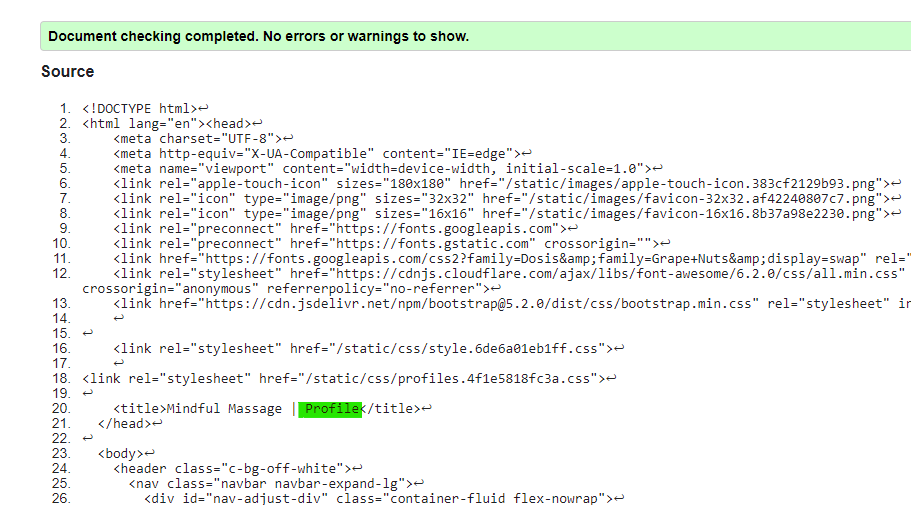 Document checking completed. No errors or warnings to show.
Source
1. <!DOCTYPE html>↩
2. <html lang="en"><head>↩
3. <meta charset="UTF-8">↩
4. <meta http-equiv="X-UA-Compatible" content="IE=edge">↩
5. <meta name="viewport" content="width=device-width, initial-scale=1.0">↩
6. <link rel="apple-touch-icon" sizes="180x180" href="/static/images/apple-touch-icon.383cf2129b93.png">↩
7. <link rel="icon" type="image/png" sizes="32x32" href="/static/images/favicon-32x32.af42240807c7.png">↩
8. <link rel="icon" type="image/png" sizes="16x16" href="/static/images/favicon-16x16.8b37a98e2230.png">↩
9. <link rel="preconnect" href="https://fonts.googleapis.com">↩
10. <link rel="preconnect" href="https://fonts.gstatic.com" crossorigin="">↩
11. <link href="https://fonts.googleapis.com/css2?family=Dosis&amp;family=Grape+Nuts&amp;display=swap" rel="
12. <link rel="stylesheet" href="https://cdnjs.cloudflare.com/ajax/libs/font-awesome/6.2.0/css/all.min.css"
crossorigin="anonymous" referrerpolicy="no-referrer">↩
13. <link href="https://cdn.jsdelivr.net/npm/bootstrap@5.2.0/dist/css/bootstrap.min.css" rel="stylesheet" in
14. ↩
15. ↩
16. <link rel="stylesheet" href="/static/css/style.6de6a01eb1ff.css">↩
17. ↩
18. <link rel="stylesheet" href="/static/css/profiles.4f1e5818fc3a.css">↩
19. ↩
20. <title>Mindful Massage | Profile</title>↩
21. </head>↩
22. ↩
23. <body>↩
24. <header class="c-bg-off-white">↩
25. <nav class="navbar navbar-expand-lg">↩
26. <div id="nav-adjust-div" class="container-fluid flex-nowrap">↩